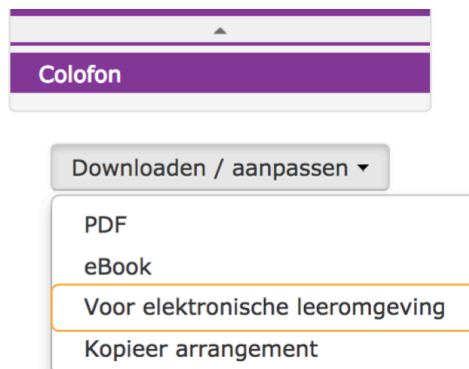 Colofon
Downloaden / aanpassen
PDF
eBook
Voor elektronische leeromgeving
Kopieer arrangement